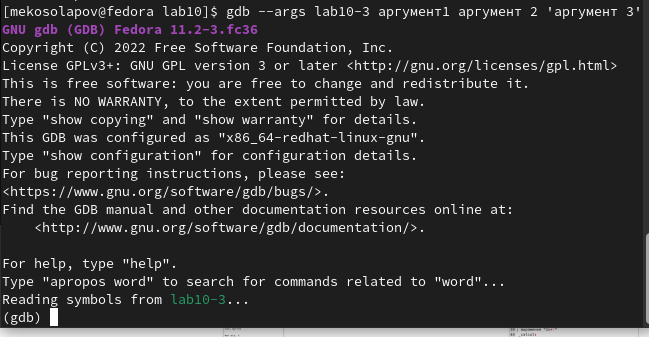 [mekosolapov@fedora lab10]$ gdb --args lab10-3 аргумент1 аргумент 2 'аргумент 3'
GNU gdb (GDB) Fedora 11.2-3.fc36
Copyright (C) 2022 Free Software Foundation, Inc.
License GPLv3+: GNU GPL version 3 or later <http://gnu.org/licenses/gpl.html>
This is free software: you are free to change and redistribute it.
There is NO WARRANTY, to the extent permitted by law.
Type "show copying" and "show warranty" for details.
This GDB was configured as "x86_64-redhat-linux-gnu".
Type "show configuration" for configuration details.
For bug reporting instructions, please see:
<https://www.gnu.org/software/gdb/bugs/>.
Find the GDB manual and other documentation resources online at:
    <http://www.gnu.org/software/gdb/documentation/>.

For help, type "help".
Type "apropos word" to search for commands related to "word"...
Reading symbols from lab10-3...
(gdb)